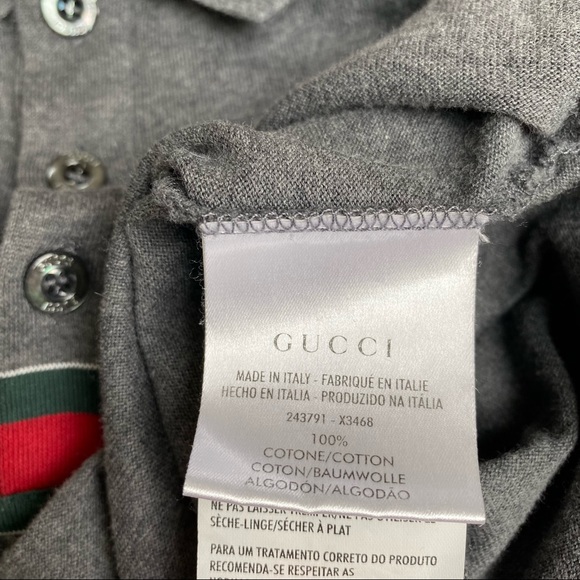 GUCCI
MADE IN ITALY - FABRIQUÉ EN ITALIE
HECHO EN ITALIA - PRODUZIDO NA ITÁLIA
243791 - X3468
100%
COTONE/COTTON
COTON/BAUMWOLLE
ALGODÓN/ALGODÃO
NE PAS LAISSER
SÈCHE-LINGE/SÉCHER À PLAT
PARA UM TRATAMENTO CORRETO DO PRODUTO
RECOMENDA-SE RESPEITAR AS